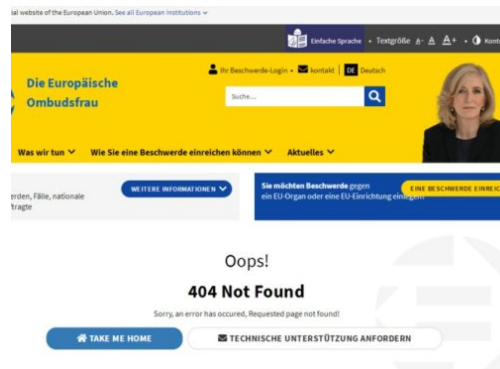 al website of the European Union. See all European Institutions
Einfache Sprache • Textgröße A- A A+ • Kont
Ihr Beschwerde-Login • kontakt | DE Deutsch
Die Europäische
Ombudsfrau
Suche...
Was wir tun Wie Sie eine Beschwerde einreichen können Aktuelles
WEITERE INFORMATIONEN
erden, Fälle, nationale
ftragte
Sie möchten Beschwerde gegen
ein EU-Organ oder eine EU-Einrichtung einlegen
EINE BESCHWERDE EINREIC
Oops!
404 Not Found
Sorry, an error has occured, Requested page not found!
TAKE ME HOME
TECHNISCHE UNTERSTÜTZUNG ANFORDERN